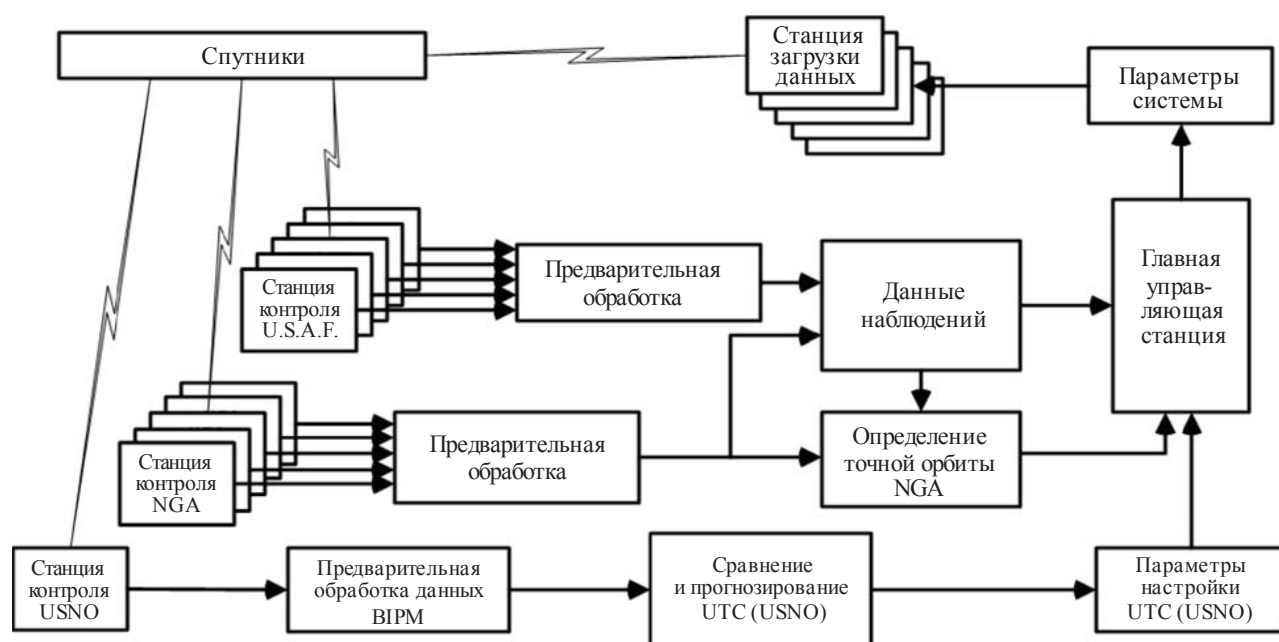 Спутники
Станция
загрузки
данных
Параметры
системы
Станция
контроля
U.S.A.F.
Предварительная
обработка
Данные
наблюдений
Главная
управ-
ляющая
станция
Станция
контроля
NGA
Предварительная
обработка
Определение
точной орбиты
NGA
Станция
контроля
USNO
Предварительная
обработка данных
BIPM
Сравнение
и прогнозирование
UTC (USNO)
Параметры
настройки
UTC (USNO)